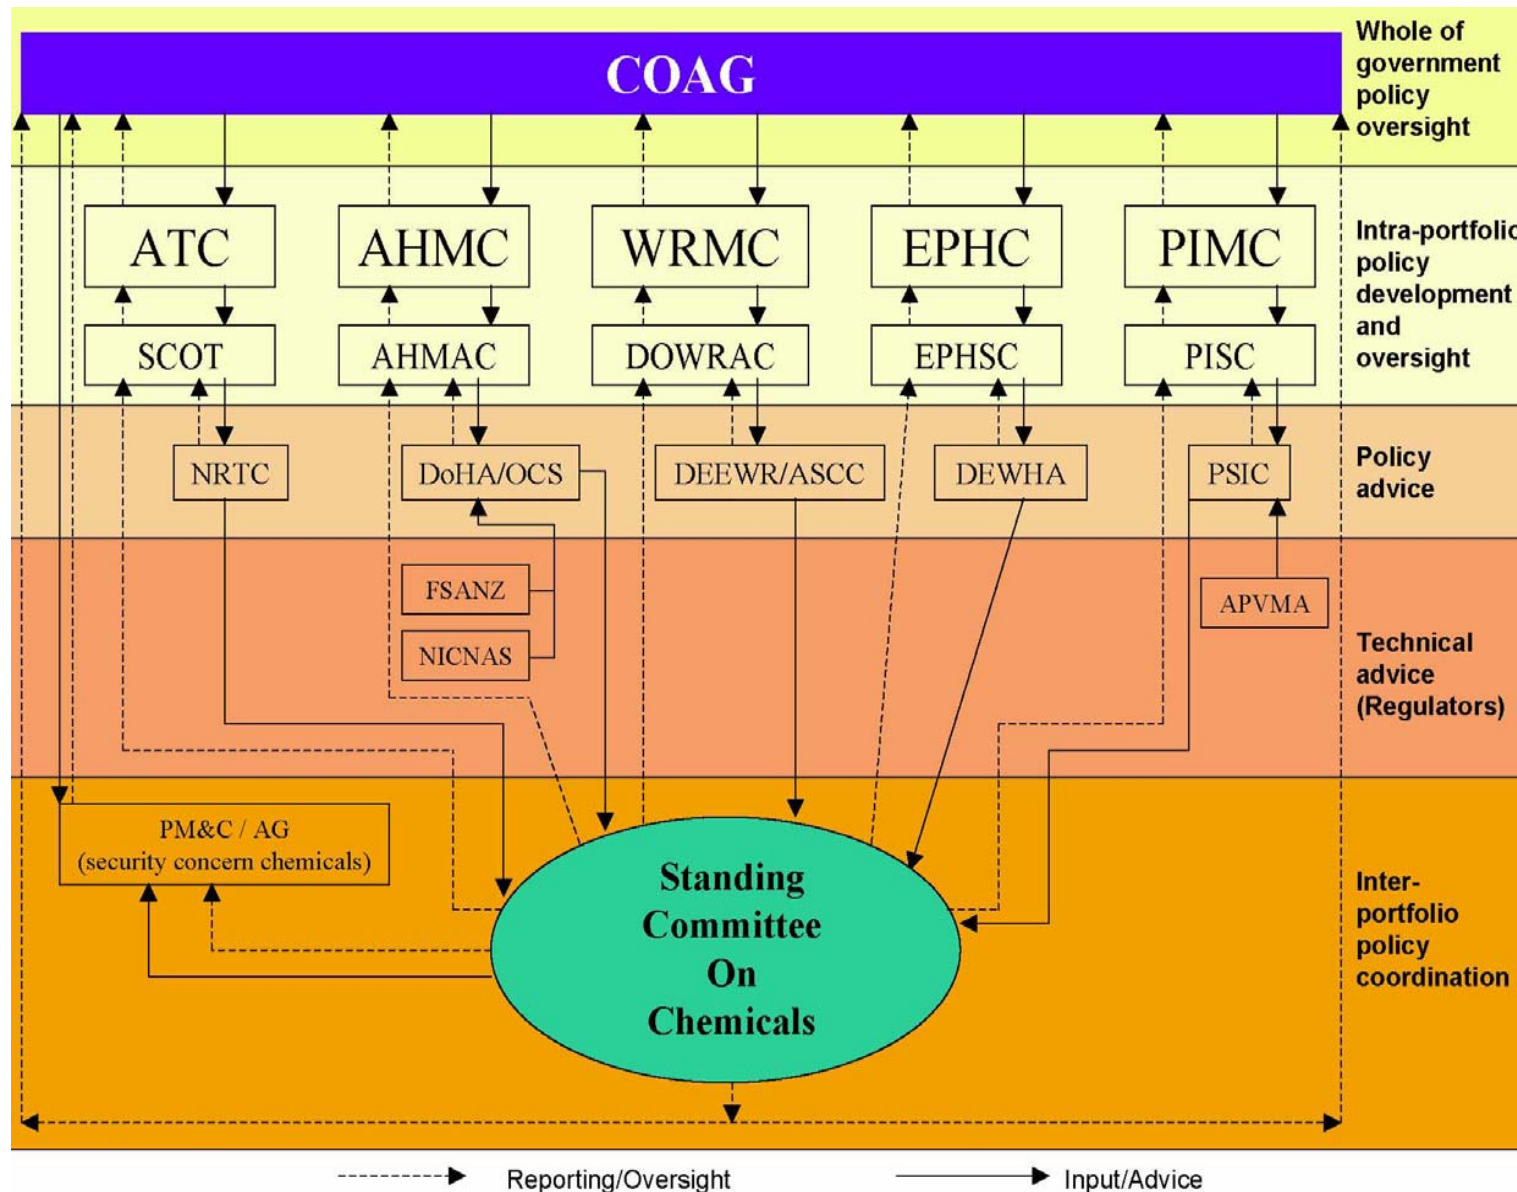 COAG
Whole of
government
policy
oversight
ATC
AHMC
WRMC
EPHC
PIMC
Intra-portfolio
policy
development
and
oversight
SCOT
AHMAC
DOWRAC
EPHSC
PISC
NRTC
DoHA/OCS
DEEWR/ASCC
DEWHA
PSIC
Policy
advice
FSANZ
NICNAS
APVMA
Technical
advice
(Regulators)
PM&C / AG
(security concern chemicals)
Standing
Committee
On
Chemicals
Inter-
portfolio
policy
coordination
Reporting/Oversight
Input/Advice